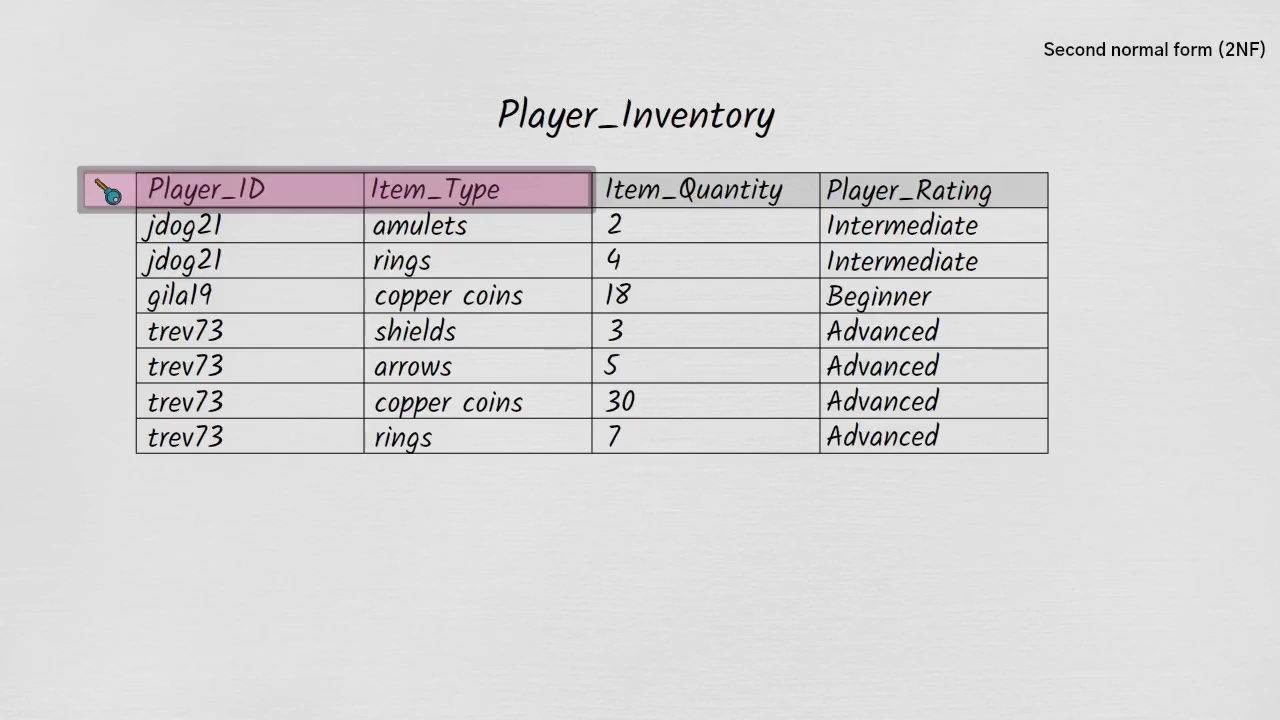 Second normal form (2NF)
Player_Inventory
Player_ID Item_Type Item_Quantity Player_Rating
jdog21 amulets 2 Intermediate
jdog21 rings 4 Intermediate
gila19 copper coins 18 Beginner
trev73 shields 3 Advanced
trev73 arrows 5 Advanced
trev73 copper coins 30 Advanced
trev73 rings 7 Advanced